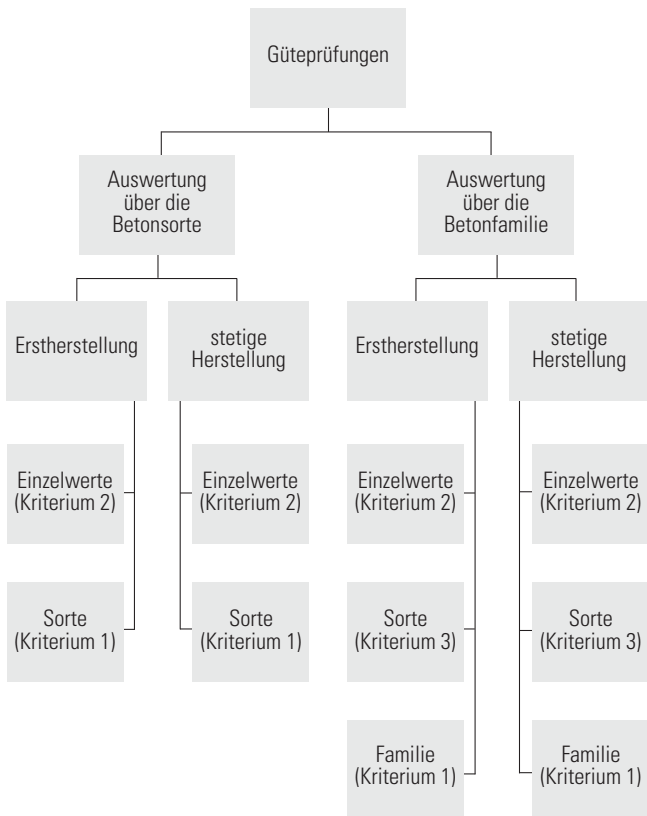 Güteprüfungen
Auswertung
über die
Betonsorte
Auswertung
über die
Betonfamilie
Erstherstellung
stetige
Herstellung
Erstherstellung
stetige
Herstellung
Einzelwerte
(Kriterium 2)
Einzelwerte
(Kriterium 2)
Einzelwerte
(Kriterium 2)
Einzelwerte
(Kriterium 2)
Sorte
(Kriterium 1)
Sorte
(Kriterium 1)
Sorte
(Kriterium 3)
Sorte
(Kriterium 3)
Familie
(Kriterium 1)
Familie
(Kriterium 1)